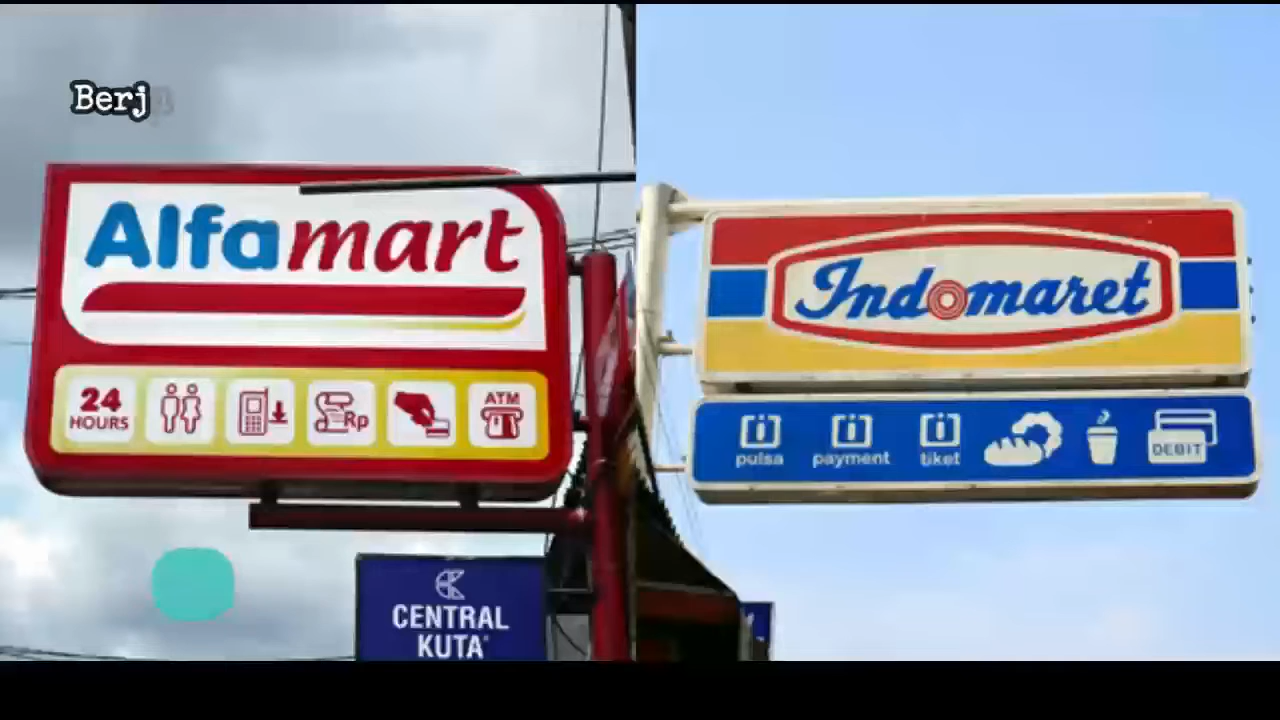 Berj
Alfamart
24
HOURS
Rp
ATM
CENTRAL
KUTA
Indomaret
pulsa
payment
tiket
DEBIT